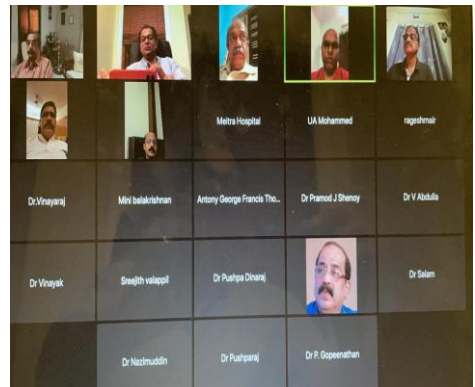 Meitra Hospital
UA Mohammed
rageshnair
Dr.Vinayaraj
Mini balakrishnan
Antony George Francis Tho...
Dr Pramod J Shenoy
Dr V Abdulla
Dr Vinayak
Sreejith valappil
Dr Pushpa Dinaraj
Dr Salam
Dr Nazimuddin
Dr Pushparaj
Dr P. Gopeenathan